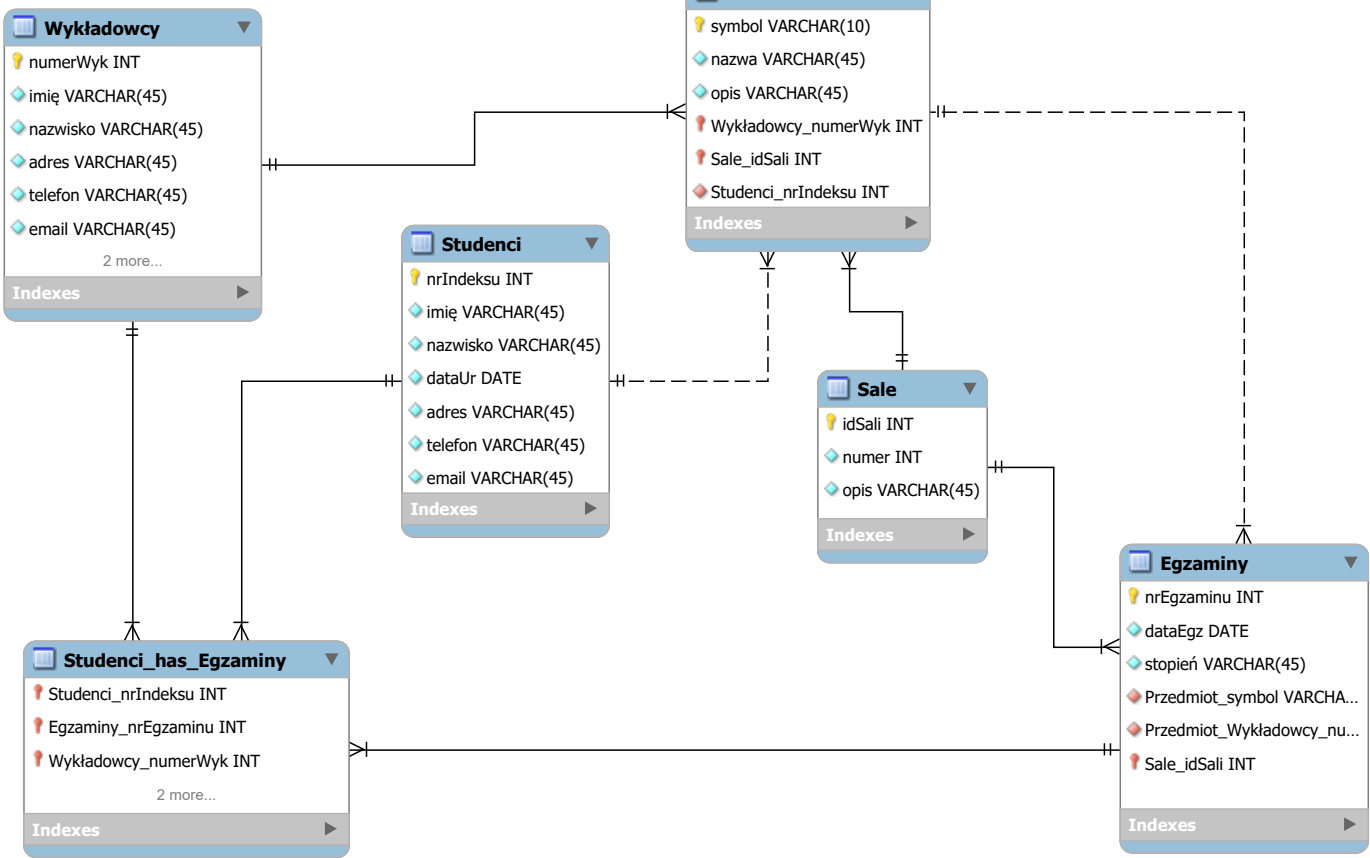 Wykładowcy
numerWyk INT
imię VARCHAR(45)
nazwisko VARCHAR(45)
adres VARCHAR(45)
telefon VARCHAR(45)
email VARCHAR(45)
2 more...
Indexes
symbol VARCHAR(10)
nazwa VARCHAR(45)
opis VARCHAR(45)
Wykładowcy_numerWyk INT
Sale_idSali INT
Studenci_nrIndeksu INT
Indexes
Studenci
nrIndeksu INT
imię VARCHAR(45)
nazwisko VARCHAR(45)
dataUr DATE
adres VARCHAR(45)
telefon VARCHAR(45)
email VARCHAR(45)
Indexes
Sale
idSali INT
numer INT
opis VARCHAR(45)
Indexes
Egzaminy
nrEgzaminu INT
dataEgz DATE
stopień VARCHAR(45)
Przedmiot_symbol VARCHA...
Przedmiot_Wykładowcy_nu...
Sale_idSali INT
Indexes
Studenci_has_Egzaminy
Studenci_nrIndeksu INT
Egzaminy_nrEgzaminu INT
Wykładowcy_numerWyk INT
2 more...
Indexes